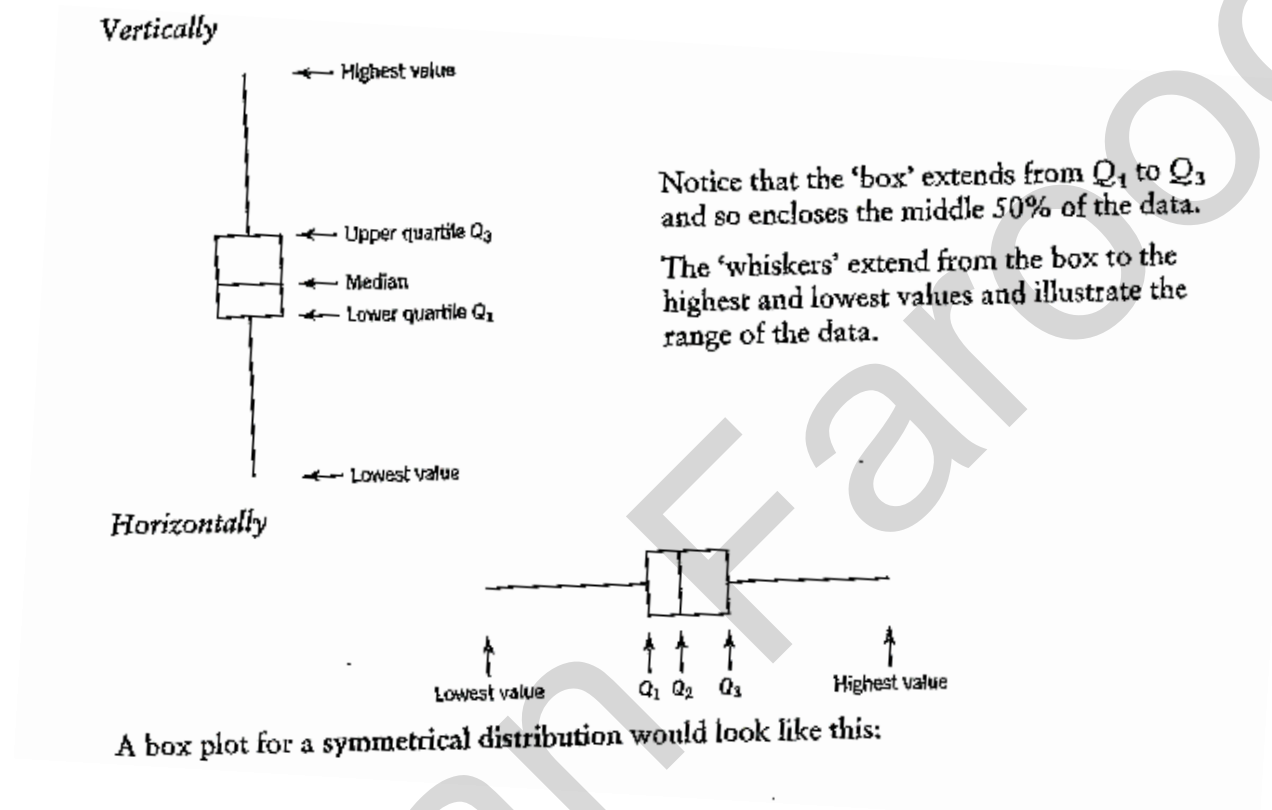 Vertically
Highest value
Upper quartile Q₃
Median
Lower quartile Q₁
Lowest value
Notice that the ‘box’ extends from Q₁ to Q₃
and so encloses the middle 50% of the data.
The ‘whiskers’ extend from the box to the
highest and lowest values and illustrate the
range of the data.
Horizontally
Lowest value
Q₁ Q₂ Q₃
Highest value
A box plot for a symmetrical distribution would look like this: